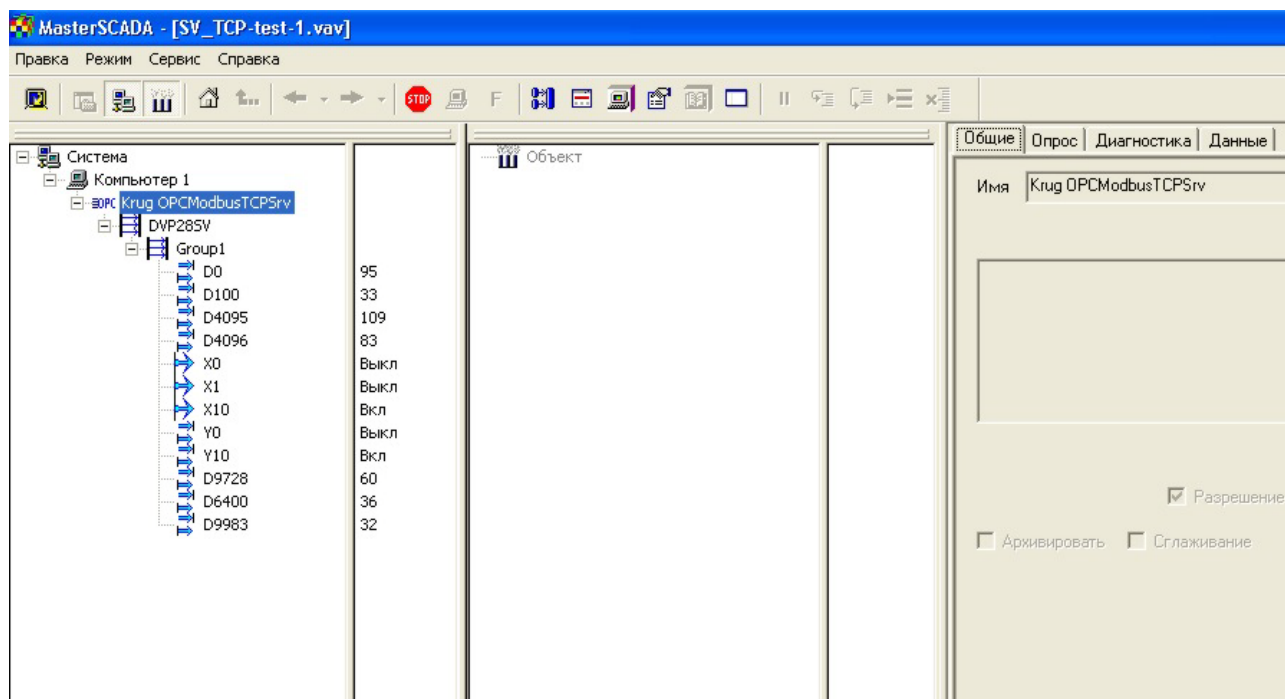 MasterSCADA - [SV_TCP-test-1.vav]
Правка Режим Сервис Справка
STOP F
Система
Компьютер 1
OPC Krug OPCModbusTCPSrv
DVP28SV
Group1
D0 95
D100 33
D4095 109
D4096 83
X0 Выкл
X1 Выкл
X10 Вкл
Y0 Выкл
Y10 Вкл
D9728 60
D6400 36
D9983 32
Объект
Общие Опрос Диагностика Данные
Имя Krug OPCModbusTCPSrv
Разрешение
Архивировать Сглаживание